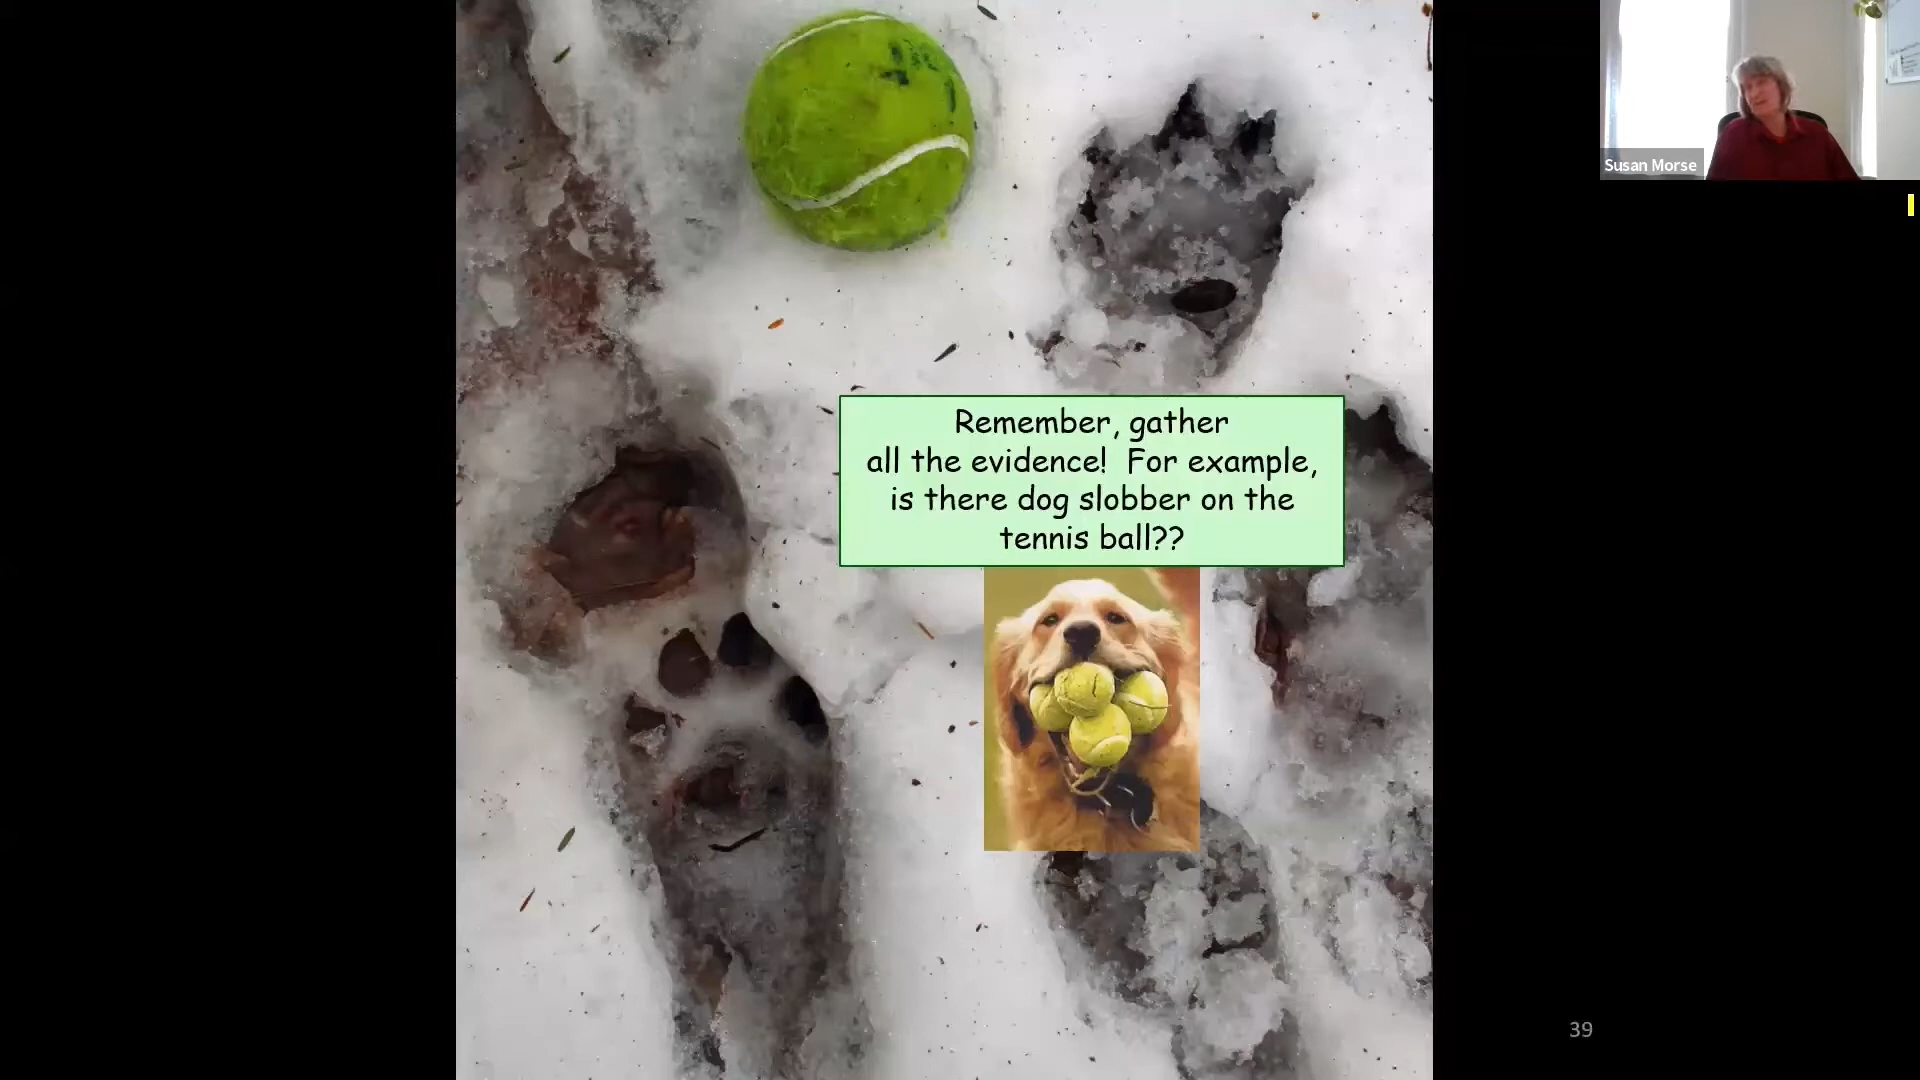 Susan Morse
Remember, gather
all the evidence!  For example,
is there dog slobber on the
tennis ball??
39